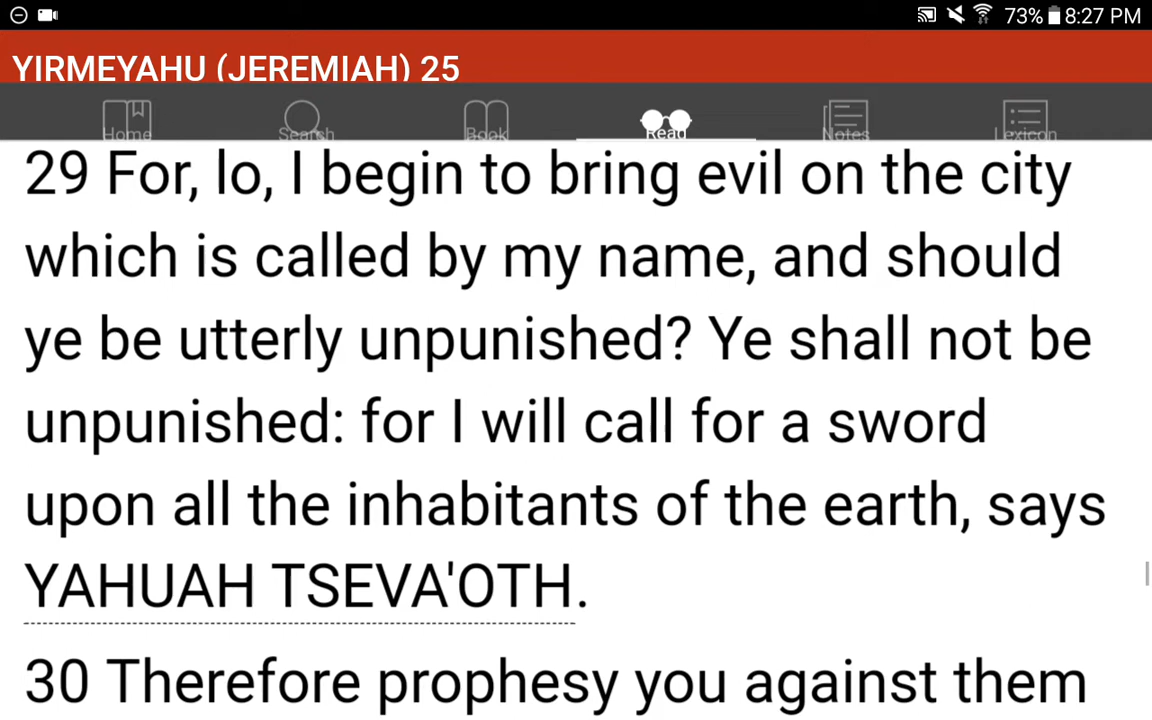 73% 8:27 PM
YIRMEYAHU (JEREMIAH) 25
Home Search Book Read Notes Lexicon
29 For, lo, I begin to bring evil on the city
which is called by my name, and should
ye be utterly unpunished? Ye shall not be
unpunished: for I will call for a sword
upon all the inhabitants of the earth, says
YAHUAH TSEVA'OTH.
30 Therefore prophesy you against them